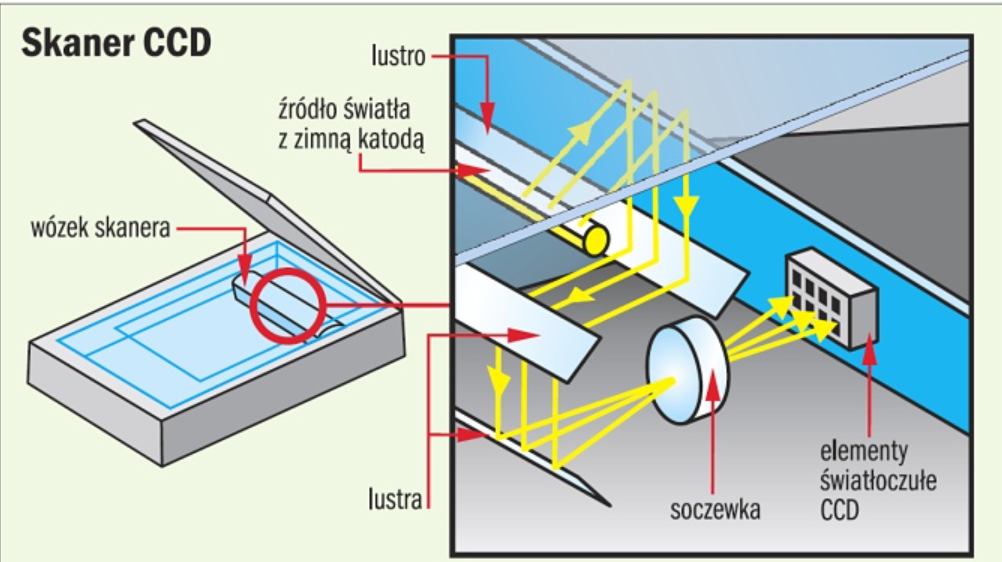 Skaner CCD
lustro
źródło światła
z zimną katodą
wózek skanera
lustra
soczewka
elementy
światłoczułe
CCD